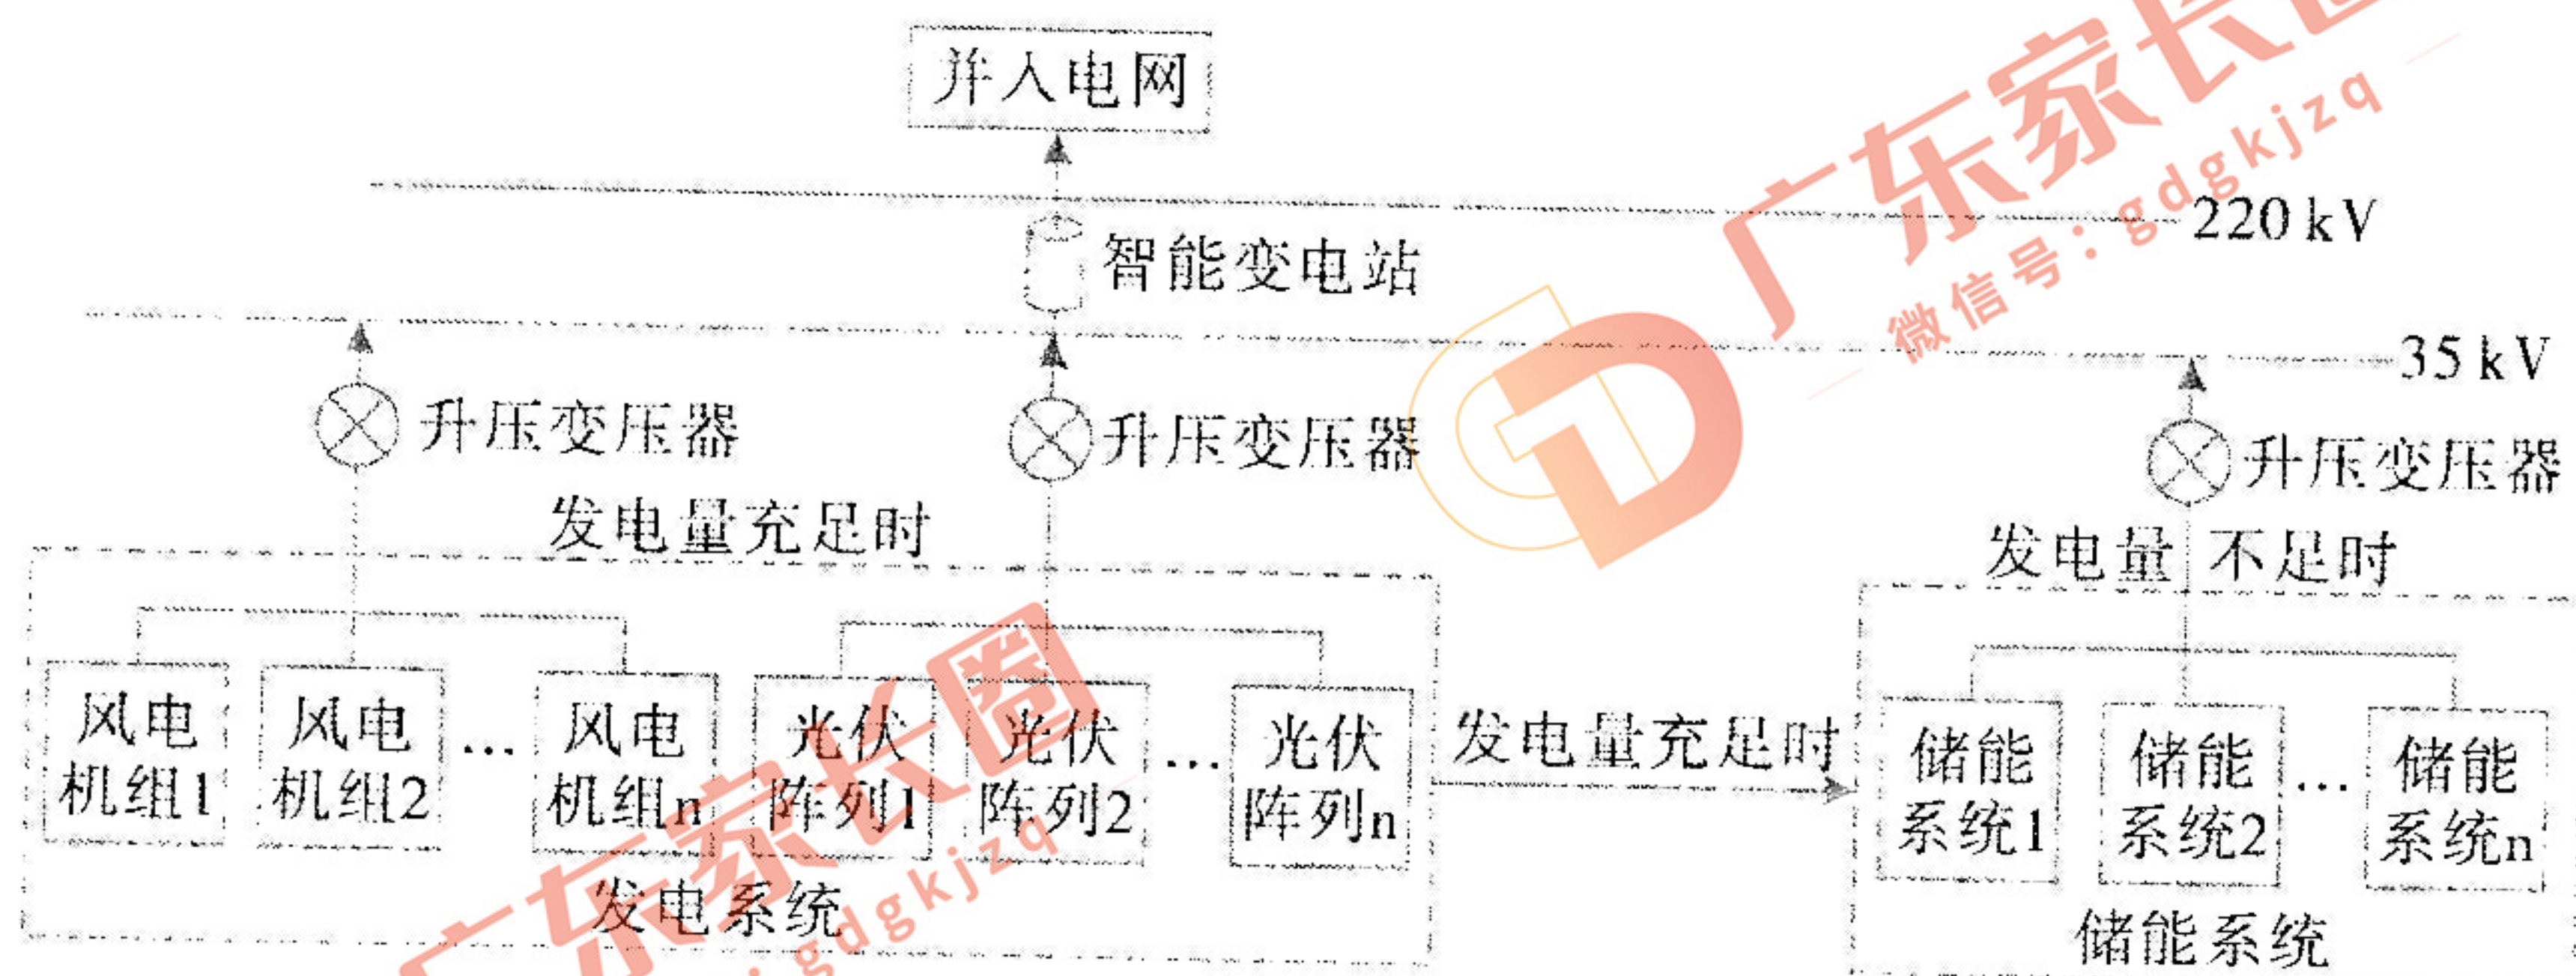 并入电网
220 kV
智能变电站
35 kV
升压变压器
升压变压器
升压变压器
发电量充足时
发电量 不足时
风电
机组1
风电
机组2
…
风电
机组n
光伏
阵列1
光伏
阵列2
…
光伏
阵列n
发电量充足时
储能
系统1
储能
系统2
…
储能
系统n
发电系统
储能系统
广东家长圈
微信号：gdgkjzq
广东家长圈
：gdgkjzq